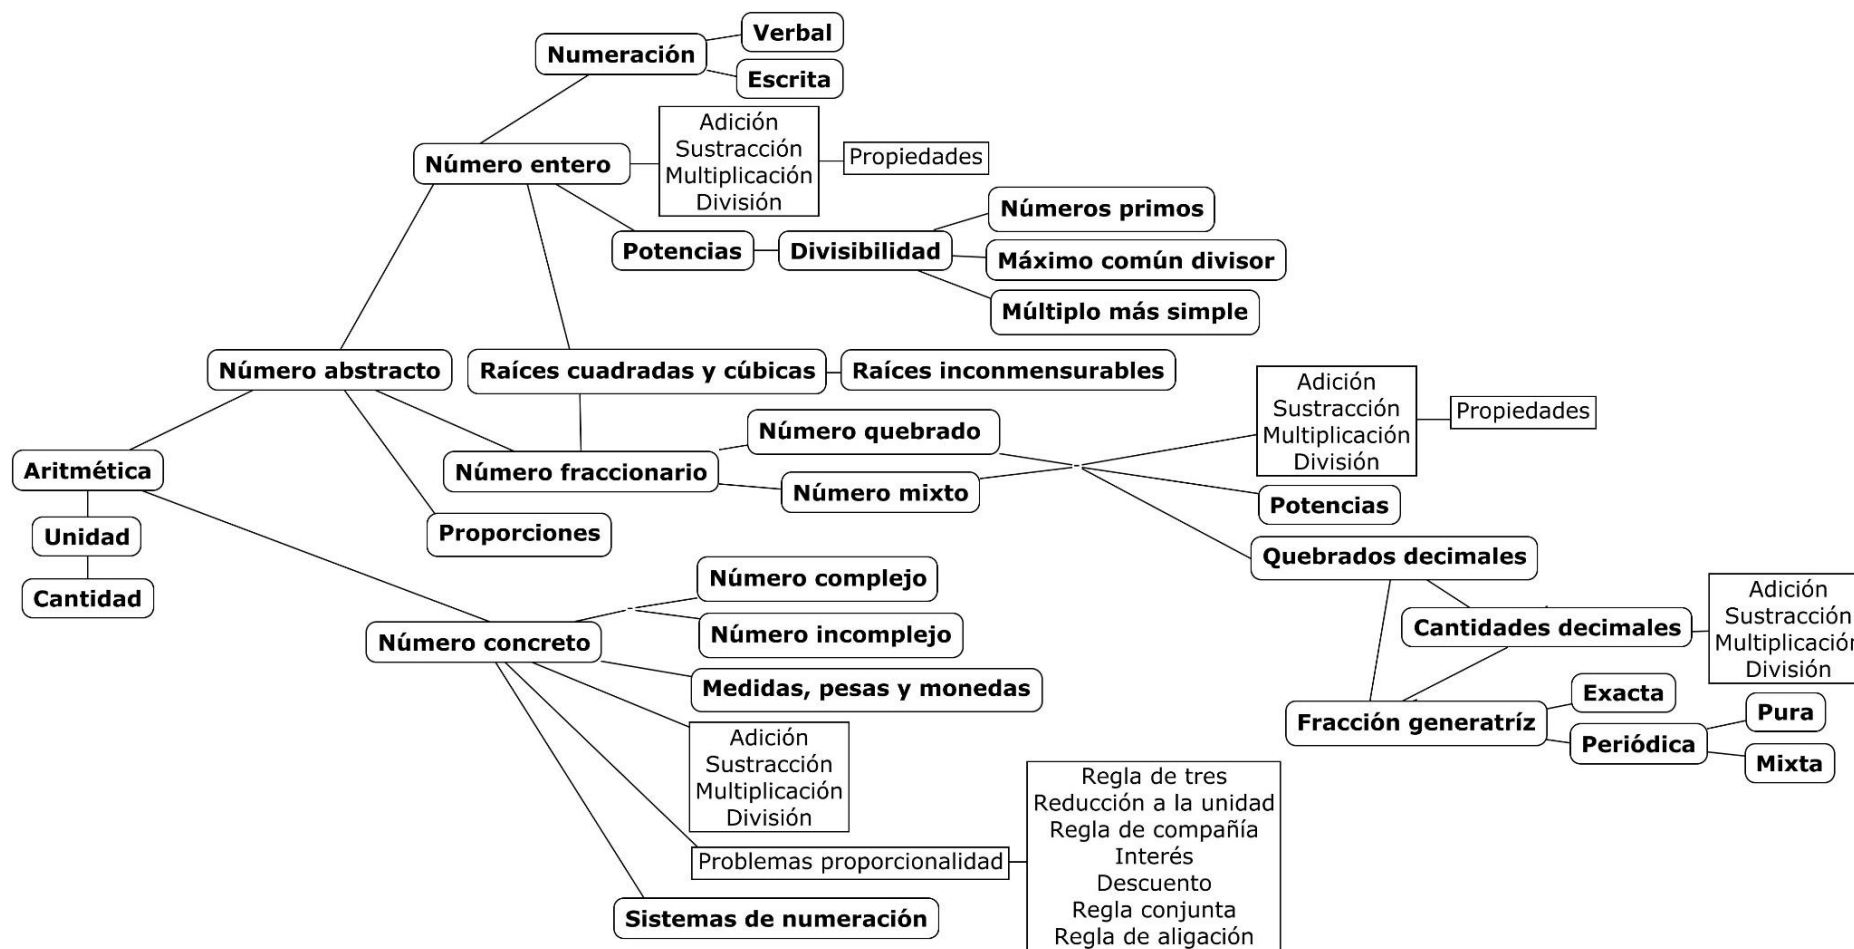 Numeración
Verbal
Escrita
Número entero
Adición
Sustracción
Multiplicación
División
Propiedades
Potencias
Divisibilidad
Números primos
Máximo común divisor
Múltiplo más simple
Número abstracto
Raíces cuadradas y cúbicas
Raíces inconmensurables
Número quebrado
Número fraccionario
Número mixto
Adición
Sustracción
Multiplicación
División
Propiedades
Potencias
Aritmética
Unidad
Cantidad
Proporciones
Quebrados decimales
Cantidades decimales
Adición
Sustracción
Multiplicación
División
Fracción generatríz
Exacta
Periódica
Pura
Mixta
Número complejo
Número incomplejo
Número concreto
Medidas, pesas y monedas
Adición
Sustracción
Multiplicación
División
Problemas proporcionalidad
Regla de tres
Reducción a la unidad
Regla de compañía
Interés
Descuento
Regla conjunta
Regla de aligación
Sistemas de numeración